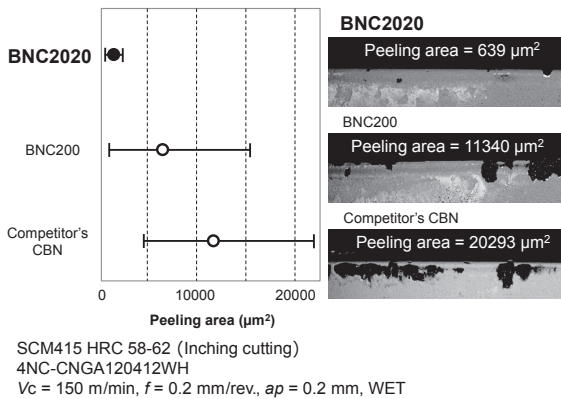 BNC2020
BNC200
Competitor's
CBN
0
10000
20000
Peeling area (μm²)
BNC2020
Peeling area = 639 μm²
BNC200
Peeling area = 11340 μm²
Competitor's CBN
Peeling area = 20293 μm²
SCM415 HRC 58-62 (Inching cutting)
4NC-CNGA120412WH
Vc = 150 m/min, f = 0.2 mm/rev., ap = 0.2 mm, WET